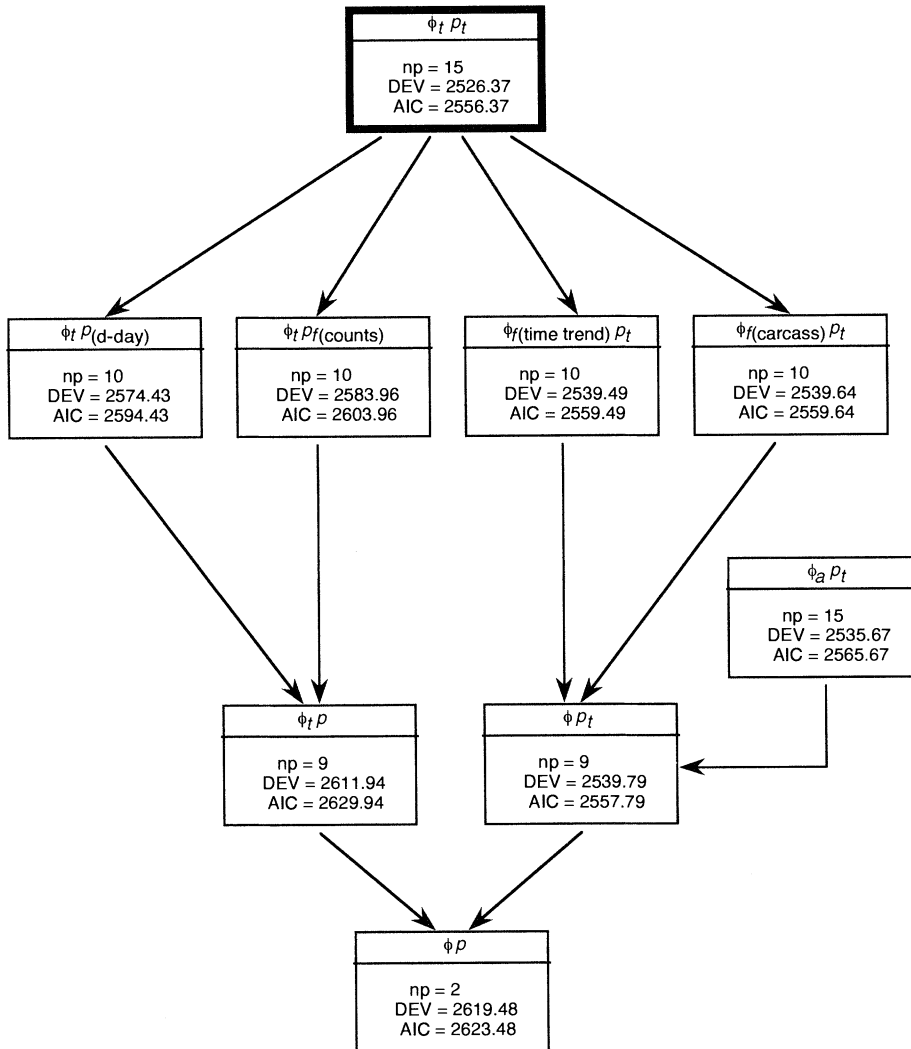 ϕt pt
np = 15
DEV = 2526.37
AIC = 2556.37
ϕt p(d-day)
np = 10
DEV = 2574.43
AIC = 2594.43
ϕt pf(counts)
np = 10
DEV = 2583.96
AIC = 2603.96
ϕf(time trend) pt
np = 10
DEV = 2539.49
AIC = 2559.49
ϕf(carcass) pt
np = 10
DEV = 2539.64
AIC = 2559.64
ϕa pt
np = 15
DEV = 2535.67
AIC = 2565.67
ϕt p
np = 9
DEV = 2611.94
AIC = 2629.94
ϕ pt
np = 9
DEV = 2539.79
AIC = 2557.79
ϕ p
np = 2
DEV = 2619.48
AIC = 2623.48